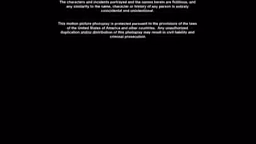 The characters and incidents portrayed and the names herein are fictitious, and
any similarity to the name, character or history of any person is entirely
coincidental and unintentional.
This motion picture photoplay is protected pursuant to the provisions of the laws
of the United States of America and other countries. Any unauthorized
duplication and/or distribution of this photoplay may result in civil liability and
criminal prosecution.